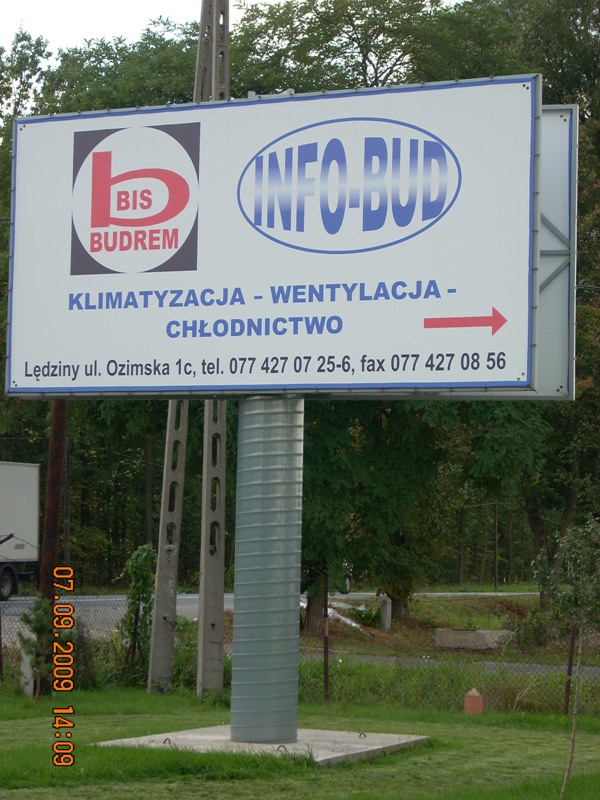 b
BIS
BUDREM
INFO-BUD
KLIMATYZACJA - WENTYLACJA -
CHŁODNICTWO
Lędziny ul. Ozimska 1c, tel. 077 427 07 25-6, fax 077 427 08 56
07.09.2009 14:09